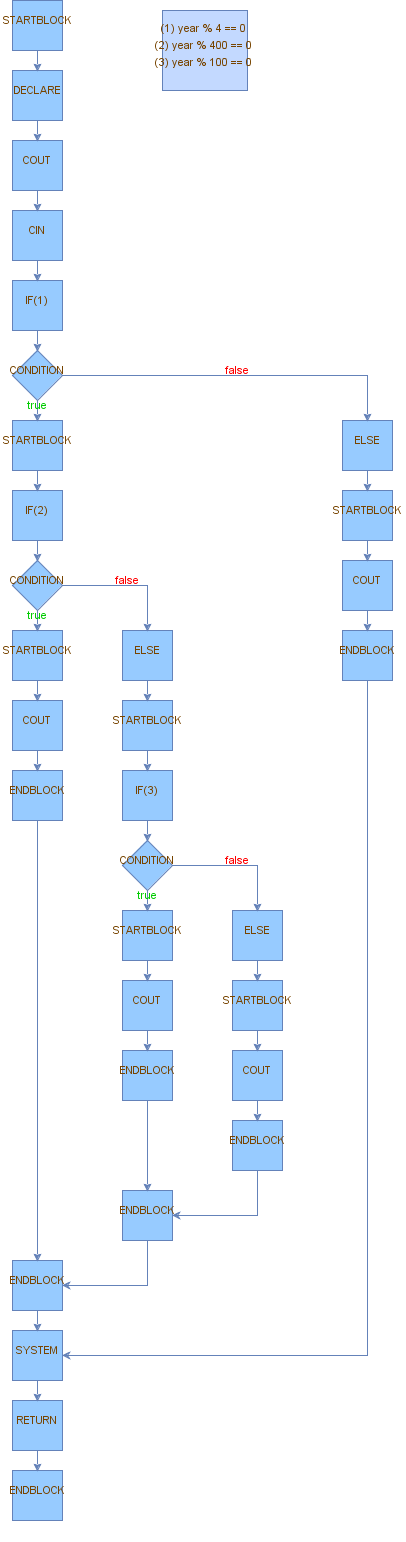 STARTBLOCK
(1) year % 4 == 0
(2) year % 400 == 0
(3) year % 100 == 0
DECLARE
COUT
CIN
IF(1)
CONDITION
false
true
STARTBLOCK
ELSE
IF(2)
STARTBLOCK
CONDITION
false
COUT
true
STARTBLOCK
ELSE
ENDBLOCK
COUT
STARTBLOCK
ENDBLOCK
IF(3)
CONDITION
false
true
STARTBLOCK
ELSE
COUT
STARTBLOCK
ENDBLOCK
COUT
ENDBLOCK
ENDBLOCK
ENDBLOCK
SYSTEM
RETURN
ENDBLOCK